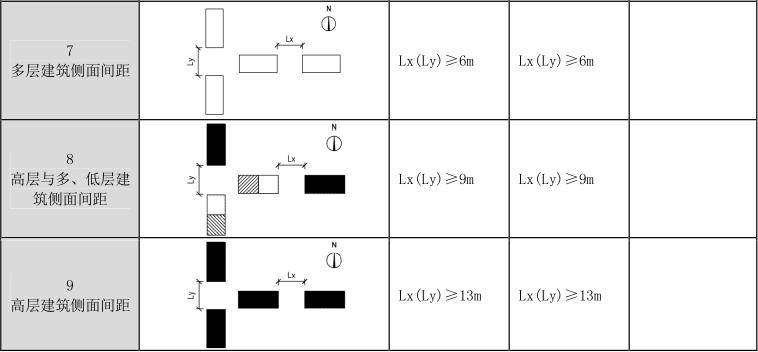 7
多层建筑侧面间距
N
Lx
Ly
Lx(Ly)≥6m
Lx(Ly)≥6m
8
高层与多、低层建
筑侧面间距
N
Lx
Ly
Lx(Ly)≥9m
Lx(Ly)≥9m
9
高层建筑侧面间距
N
Lx
Ly
Lx(Ly)≥13m
Lx(Ly)≥13m